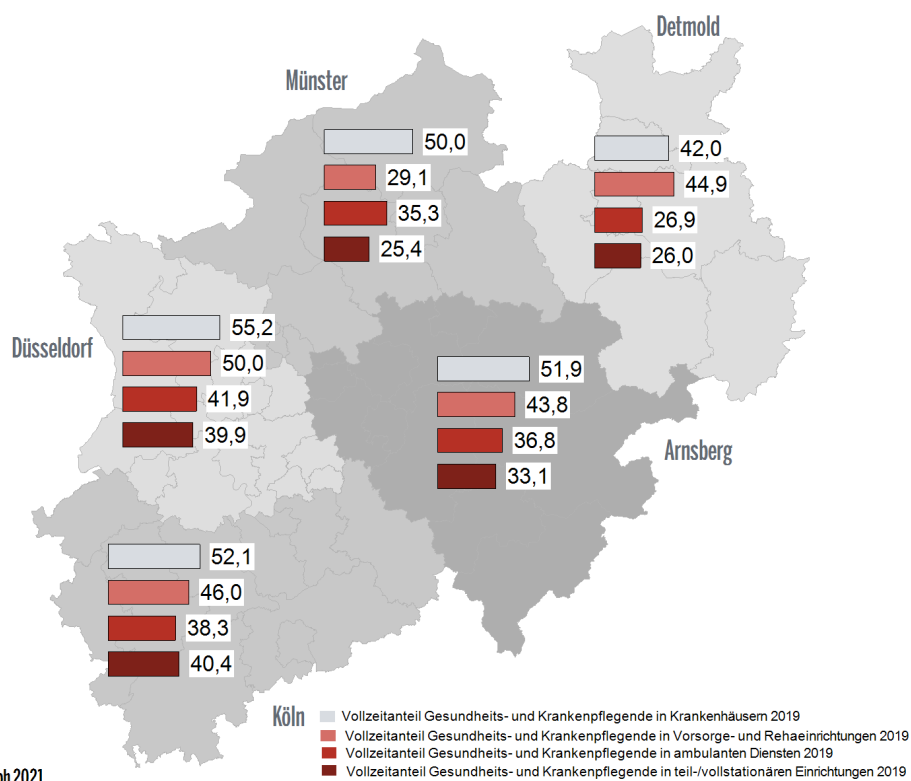 Detmold
Münster
50,0
29,1
35,3
25,4
42,0
44,9
26,9
26,0
Düsseldorf
55,2
50,0
41,9
39,9
51,9
43,8
36,8
33,1
Arnsberg
52,1
46,0
38,3
40,4
Köln
Vollzeitanteil Gesundheits- und Krankenpflegende in Krankenhäusern 2019
Vollzeitanteil Gesundheits- und Krankenpflegende in Vorsorge- und Rehaeinrichtungen 2019
Vollzeitanteil Gesundheits- und Krankenpflegende in ambulanten Diensten 2019
Vollzeitanteil Gesundheits- und Krankenpflegende in teil-/vollstationären Einrichtungen 2019
2021